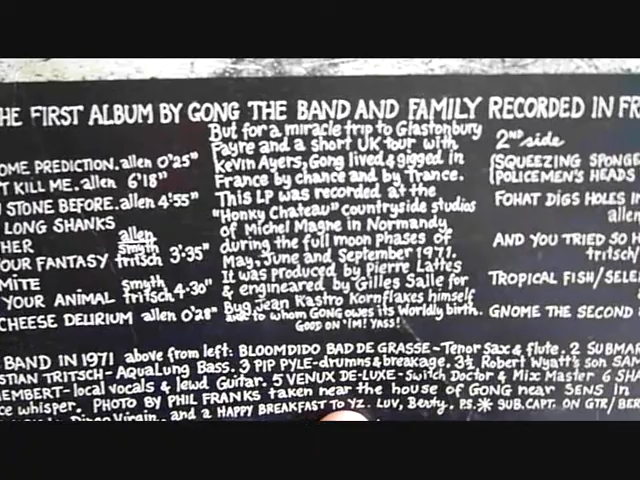 HE FIRST ALBUM BY GONG THE BAND AND FAMILY RECORDED IN FR
OME PREDICTION. allen 0'25"
T KILL ME. allen 6'18"
STONE BEFORE. allen 4'55"
LONG SHANKS
allen
HER
smyth
OUR FANTASY tritsch 3'35"
MITE
smyth
YOUR ANIMAL tritsch 4.30"
CHEESE DELIRIUM allen 0'28"
But for a miracle trip to Glastonbury
Fayre and a short UK tour with
Kevin Ayers, Gong lived & gigged in
France by chance and by Trance.
This LP was recorded at the
"Honky Chateau" countryside studios
of Michel Magne in Normandy
during the full moon phases of
May, June and September 1971.
It was produced by Pierre Lattes
& engineared by Gilles Salle for
Byg. Jean Kastro Kornflakes himself
and to whom GONG owes its Worldly birth.
GOOD ON 'IM! YASS!
2ND side
SQUEEZING SPONGE
POLICEMEN'S HEADS
FOHAT DIGS HOLES IN
allen
AND YOU TRIED SO H
tritsch
TROPICAL FISH/SELE
GNOME THE SECOND
BAND IN 1971 above from left: BLOOMDIDO BAD DE GRASSE - Tenor Sax & flute. 2 SUBMAR
STIAN TRITSCH - AquaLung Bass. 3 PIP PYLE - drums & breakage. 3½ Robert Wyatt's son SAM
EMBERT - local vocals & lewd Guitar. 5 VENUX DE-LUXE - Switch Doctor & Mix Master 6 SHA
ce whisper. PHOTO BY PHIL FRANKS taken near the house of GONG near SENS in
Dingo Virgin, and a HAPPY BREAKFAST TO YZ. LUV, Berty. P.S.* SUB. CAPT. ON GTR/BER